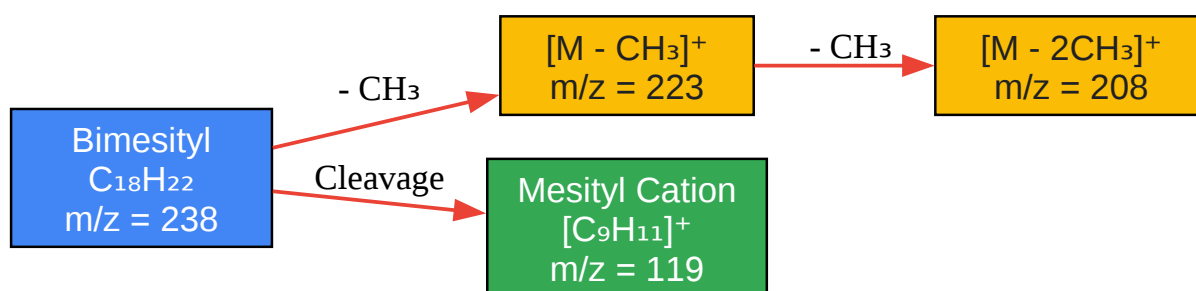 Bimesityl
C₁₈H₂₂
m/z = 238
- CH₃
[M - CH₃]⁺
m/z = 223
- CH₃
[M - 2CH₃]⁺
m/z = 208
Cleavage
Mesityl Cation
[C₉H₁₁]⁺
m/z = 119